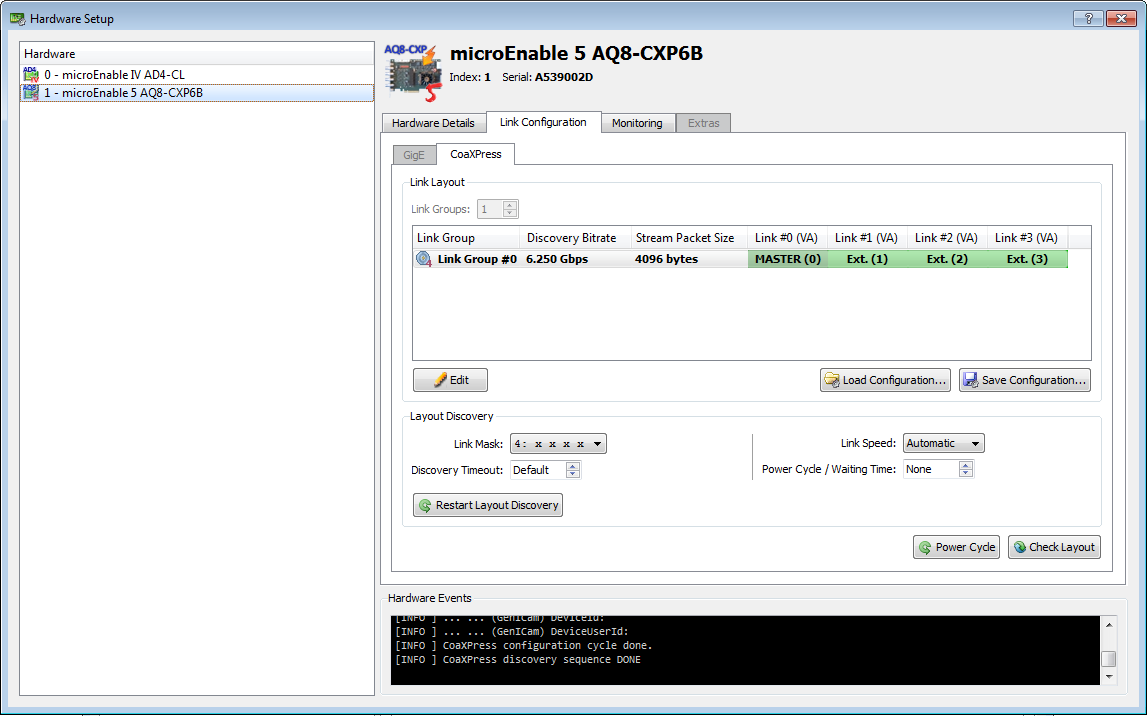 Hardware Setup
?
Hardware
0 - microEnable IV AD4-CL
1 - microEnable 5 AQ8-CXP6B
AQ8-CXP
microEnable 5 AQ8-CXP6B
Index: 1 Serial: A539002D
Hardware Details Link Configuration Monitoring Extras
GigE CoaXPress
Link Layout
Link Groups: 1
Link Group Discovery Bitrate Stream Packet Size Link #0 (VA) Link #1 (VA) Link #2 (VA) Link #3 (VA)
Link Group #0 6.250 Gbps 4096 bytes MASTER (0) Ext. (1) Ext. (2) Ext. (3)
Edit Load Configuration... Save Configuration...
Layout Discovery
Link Mask: 4: x x x x Link Speed: Automatic
Discovery Timeout: Default Power Cycle / Waiting Time: None
Restart Layout Discovery
Power Cycle Check Layout
Hardware Events
[INFO ] ... ... (GenICam) DeviceId:
[INFO ] ... ... (GenICam) DeviceUserId:
[INFO ] CoaXPress configuration cycle done.
[INFO ] CoaXPress discovery sequence DONE